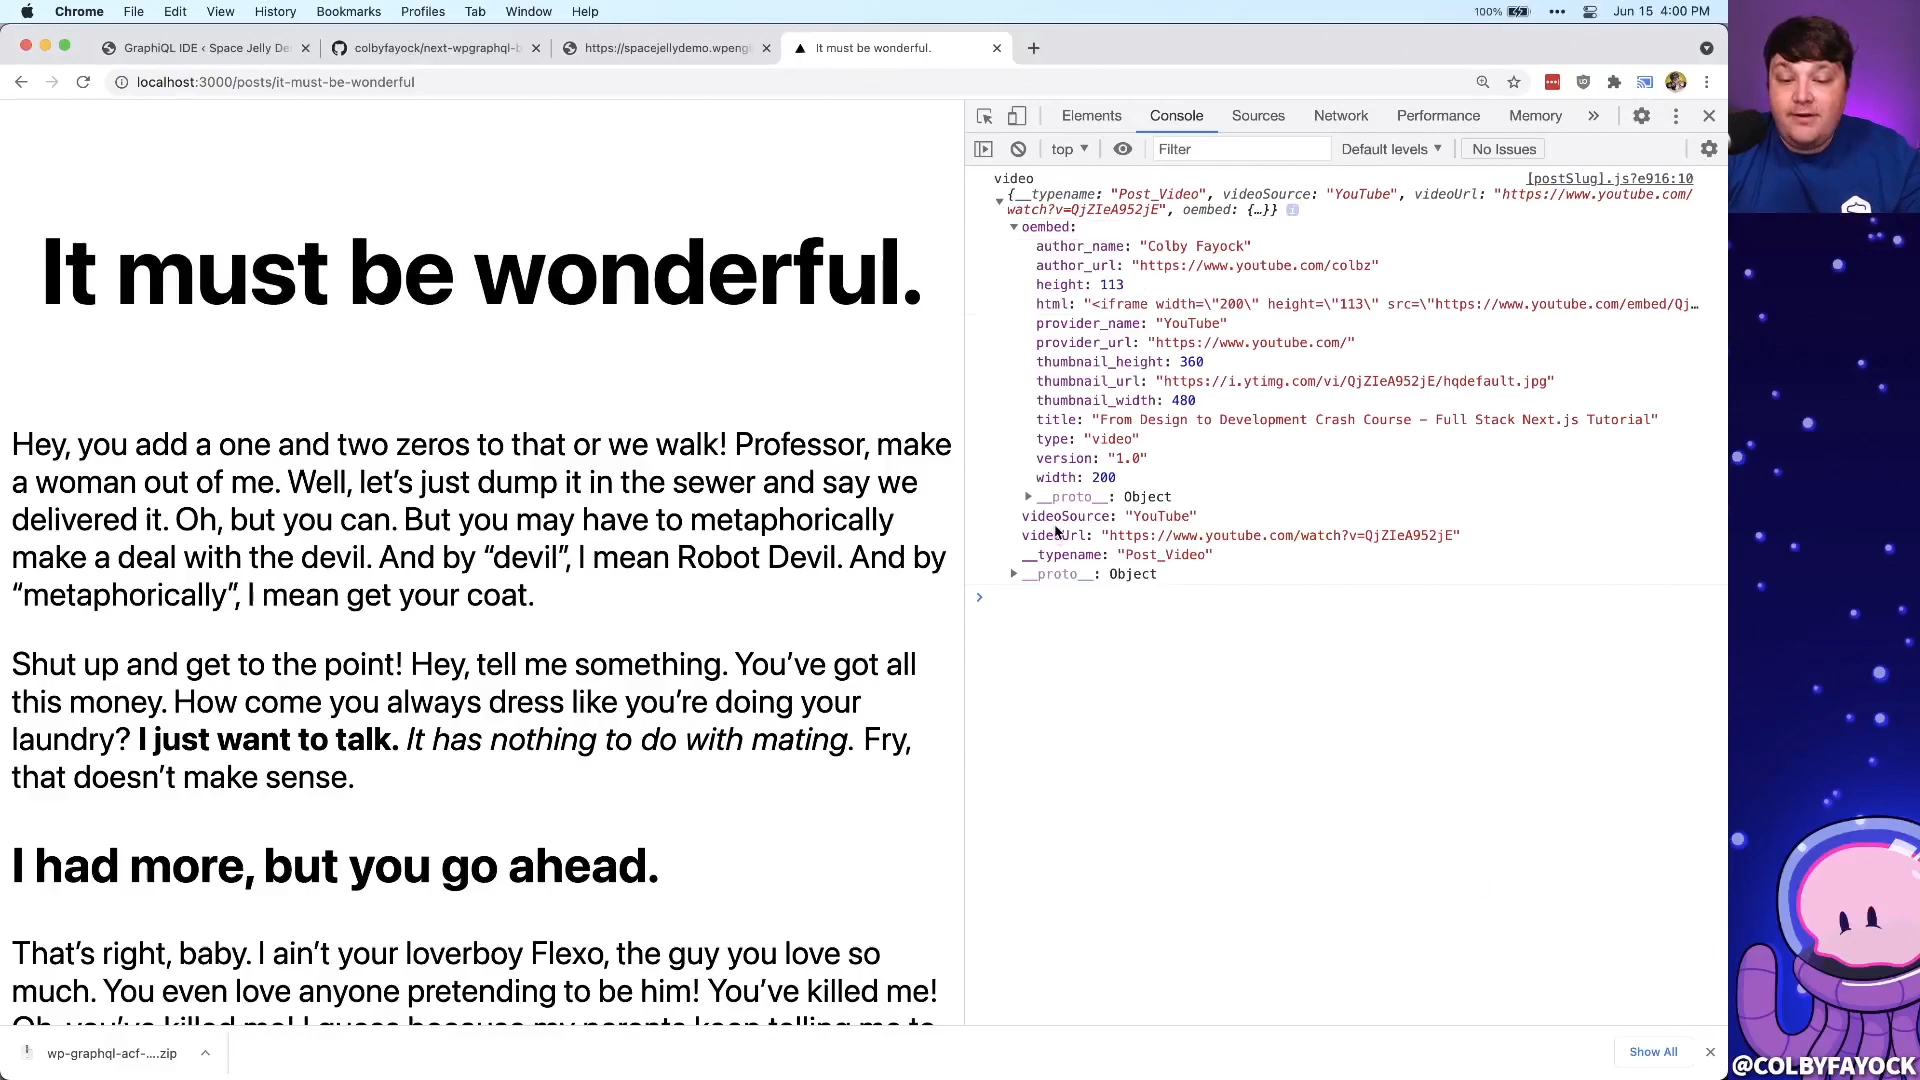 Chrome File Edit View History Bookmarks Profiles Tab Window Help 100% Jun 15 4:00 PM
GraphiQL IDE ‹ Space Jelly De
colbyfayock/next-wpgraphql-b
https://spacejellydemo.wpengi
It must be wonderful.
localhost:3000/posts/it-must-be-wonderful
Elements Console Sources Network Performance Memory
top Filter Default levels No Issues
video [postSlug].js?e916:10
{__typename: "Post_Video", videoSource: "YouTube", videoUrl: "https://www.youtube.com/
watch?v=QjZIeA952jE", oembed: {…}}
oembed:
author_name: "Colby Fayock"
author_url: "https://www.youtube.com/colbz"
height: 113
html: "<iframe width=\"200\" height=\"113\" src=\"https://www.youtube.com/embed/Qj…
provider_name: "YouTube"
provider_url: "https://www.youtube.com/"
thumbnail_height: 360
thumbnail_url: "https://i.ytimg.com/vi/QjZIeA952jE/hqdefault.jpg"
thumbnail_width: 480
title: "From Design to Development Crash Course – Full Stack Next.js Tutorial"
type: "video"
version: "1.0"
width: 200
__proto__: Object
videoSource: "YouTube"
videoUrl: "https://www.youtube.com/watch?v=QjZIeA952jE"
__typename: "Post_Video"
__proto__: Object
It must be wonderful.
Hey, you add a one and two zeros to that or we walk! Professor, make
a woman out of me. Well, let’s just dump it in the sewer and say we
delivered it. Oh, but you can. But you may have to metaphorically
make a deal with the devil. And by “devil”, I mean Robot Devil. And by
“metaphorically”, I mean get your coat.
Shut up and get to the point! Hey, tell me something. You’ve got all
this money. How come you always dress like you’re doing your
laundry? I just want to talk. It has nothing to do with mating. Fry,
that doesn’t make sense.
I had more, but you go ahead.
That’s right, baby. I ain’t your loverboy Flexo, the guy you love so
much. You even love anyone pretending to be him! You’ve killed me!
Oh, you’ve killed me! I guess because my parents keep telling me to
wp-graphql-acf-....zip
Show All
@COLBYFAYOCK